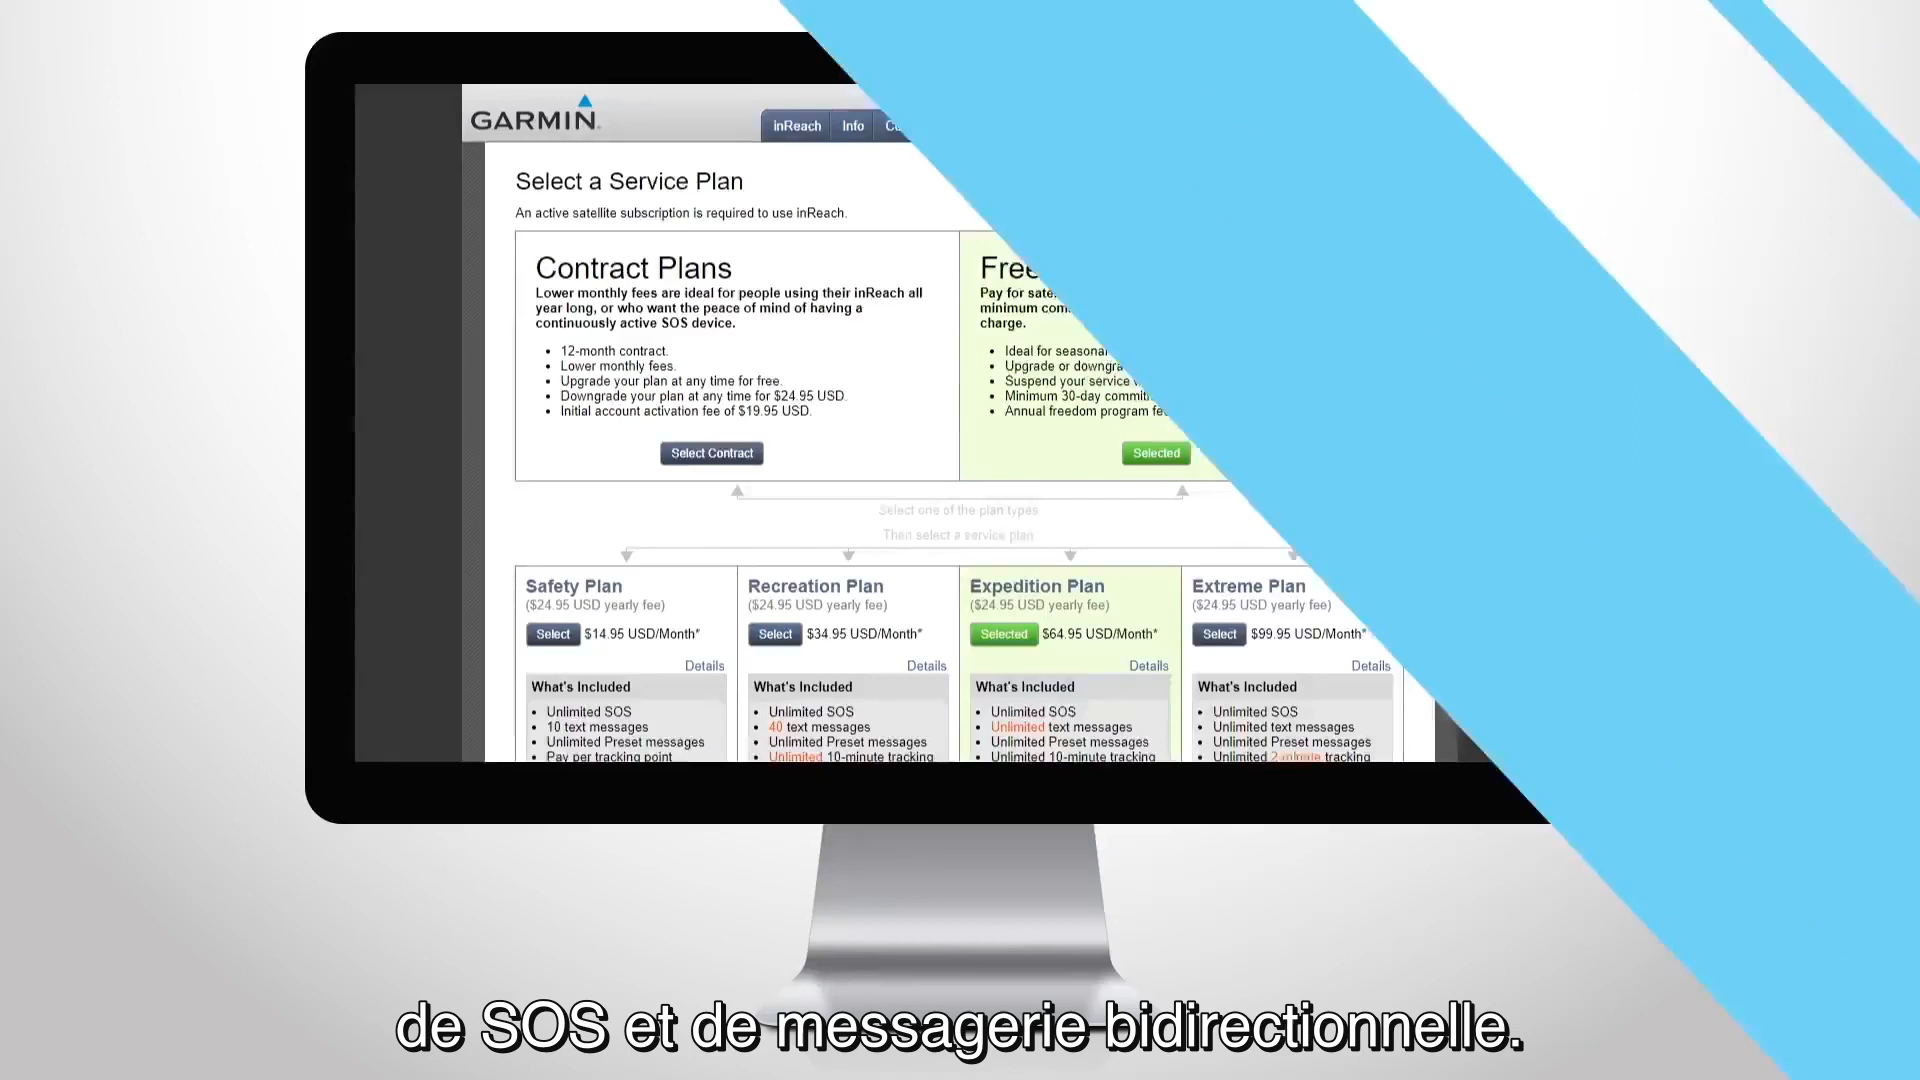 GARMIN
inReach Info
Select a Service Plan
An active satellite subscription is required to use inReach.
Contract Plans
Lower monthly fees are ideal for people using their inReach all
year long, or who want the peace of mind of having a
continuously active SOS device.
• 12-month contract.
• Lower monthly fees.
• Upgrade your plan at any time for free.
• Downgrade your plan at any time for $24.95 USD.
• Initial account activation fee of $19.95 USD.
Select Contract
Free
Pay for
minimum
charge.
• Ideal for seasonal
• Upgrade or
• Suspend your service
• Minimum 30-day
• Annual freedom program
Selected
Select one of the plan types
Then select a service plan
Safety Plan
($24.95 USD yearly fee)
Select $14.95 USD/Month*
Details
What's Included
• Unlimited SOS
• 10 text messages
• Unlimited Preset messages
• Pay per tracking point
Recreation Plan
($24.95 USD yearly fee)
Select $34.95 USD/Month*
Details
What's Included
• Unlimited SOS
• 40 text messages
• Unlimited Preset messages
• Unlimited 10-minute tracking
Expedition Plan
($24.95 USD yearly fee)
Selected $64.95 USD/Month*
Details
What's Included
• Unlimited SOS
• Unlimited text messages
• Unlimited Preset messages
• Unlimited 10-minute tracking
Extreme Plan
($24.95 USD yearly fee)
Select $99.95 USD/Month*
Details
What's Included
• Unlimited SOS
• Unlimited text messages
• Unlimited Preset messages
• Unlimited 2-minute tracking
de SOS et de messagerie bidirectionnelle.